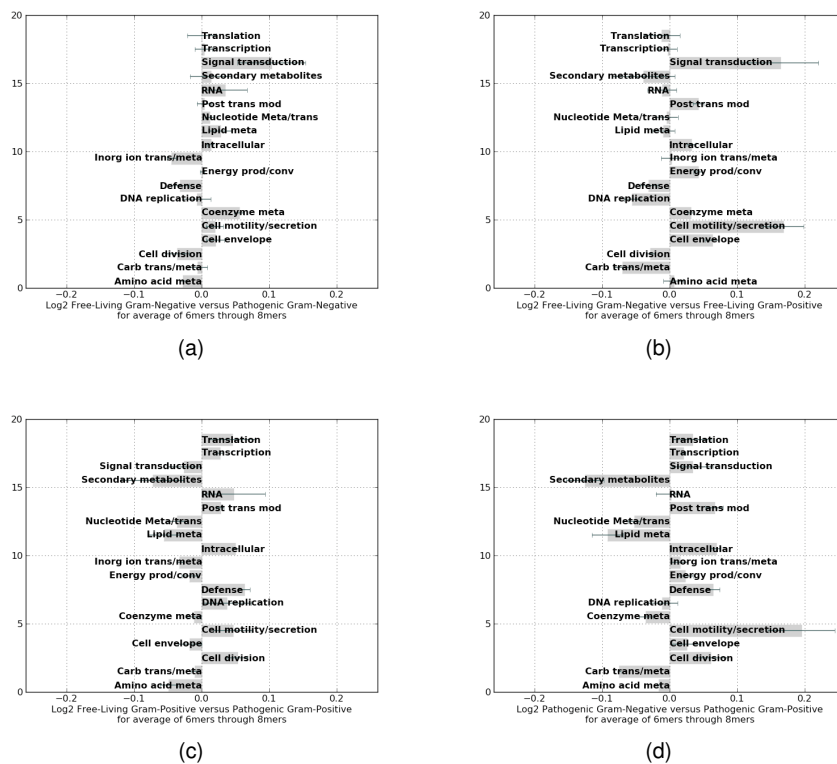 20
Translation
Transcription
Signal transduction
Secondary metabolites
15
RNA
Post trans mod
Nucleotide Meta/trans
Lipid meta
Intracellular
10
Inorg ion trans/meta
Energy prod/conv
Defense
DNA replication
Coenzyme meta
5
Cell motility/secretion
Cell envelope
Cell division
Carb trans/meta
Amino acid meta
0
−0.2 −0.1 0.0 0.1 0.2
Log2 Free-Living Gram-Negative versus Pathogenic Gram-Negative
for average of 6mers through 8mers
(a)
20
Translation
Transcription
Signal transduction
Secondary metabolites
15
RNA
Post trans mod
Nucleotide Meta/trans
Lipid meta
Intracellular
10
Inorg ion trans/meta
Energy prod/conv
Defense
DNA replication
Coenzyme meta
5
Cell motility/secretion
Cell envelope
Cell division
Carb trans/meta
Amino acid meta
0
−0.2 −0.1 0.0 0.1 0.2
Log2 Free-Living Gram-Negative versus Free-Living Gram-Positive
for average of 6mers through 8mers
(b)
20
Translation
Transcription
Signal transduction
Secondary metabolites
15
RNA
Post trans mod
Nucleotide Meta/trans
Lipid meta
Intracellular
10
Inorg ion trans/meta
Energy prod/conv
Defense
DNA replication
Coenzyme meta
5
Cell motility/secretion
Cell envelope
Cell division
Carb trans/meta
Amino acid meta
0
−0.2 −0.1 0.0 0.1 0.2
Log2 Free-Living Gram-Positive versus Pathogenic Gram-Positive
for average of 6mers through 8mers
(c)
20
Translation
Transcription
Signal transduction
Secondary metabolites
15
RNA
Post trans mod
Nucleotide Meta/trans
Lipid meta
Intracellular
10
Inorg ion trans/meta
Energy prod/conv
Defense
DNA replication
Coenzyme meta
5
Cell motility/secretion
Cell envelope
Cell division
Carb trans/meta
Amino acid meta
0
−0.2 −0.1 0.0 0.1 0.2
Log2 Pathogenic Gram-Negative versus Pathogenic Gram-Positive
for average of 6mers through 8mers
(d)